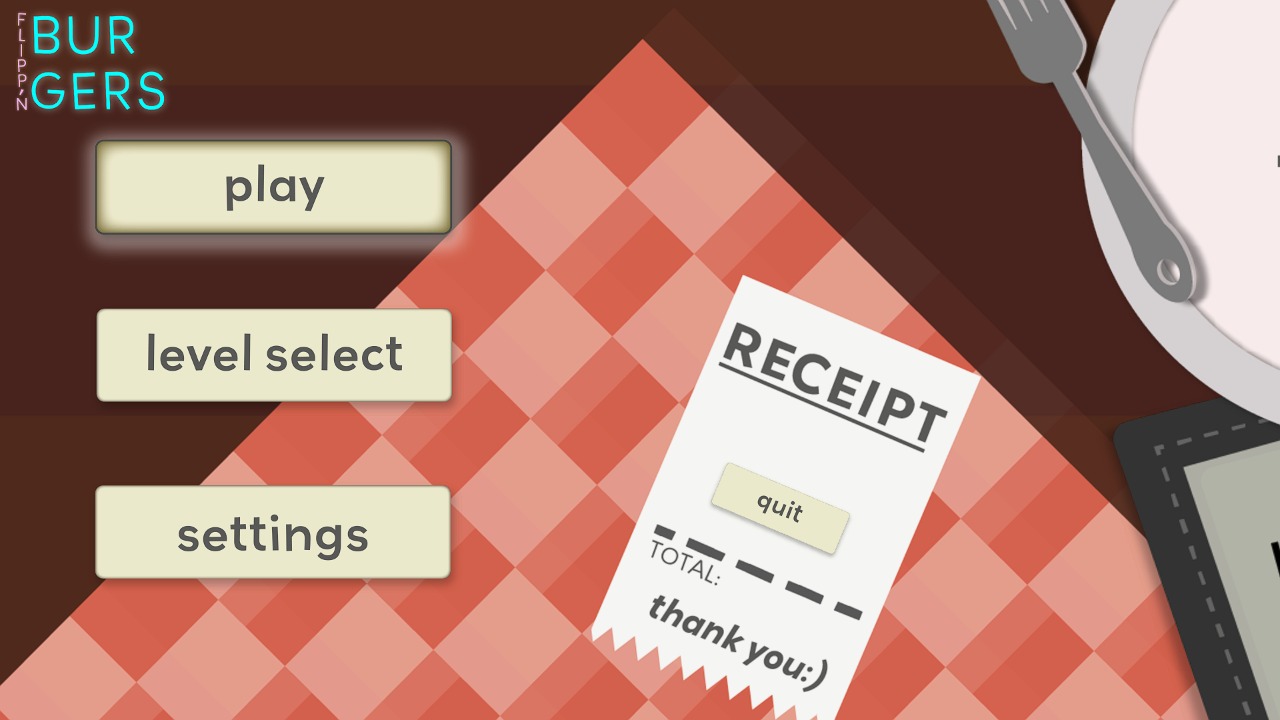 FLIPP'N
BUR
GERS
play
level select
settings
RECEIPT
quit
TOTAL:
thank you:)